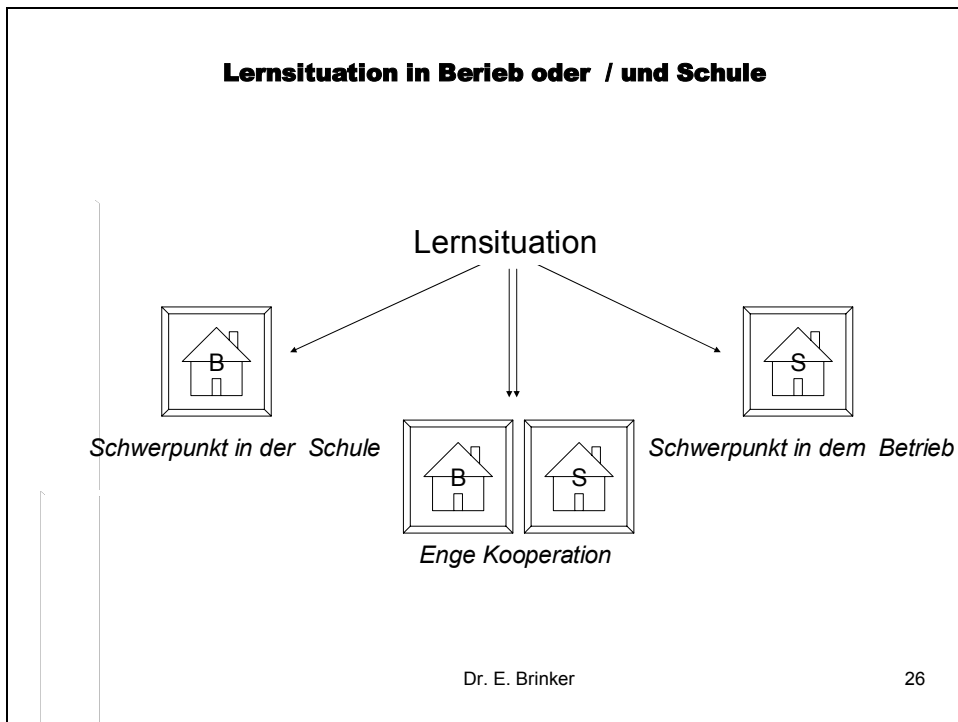 Lernsituation in Berieb oder / und Schule
Lernsituation
B
S
Schwerpunkt in der Schule
Schwerpunkt in dem Betrieb
B
S
Enge Kooperation
Dr. E. Brinker
26